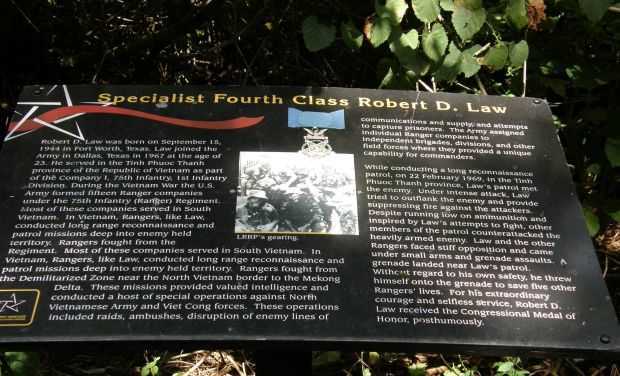 Specialist Fourth Class Robert D. Law
Robert D. Law was born on September 15,
1944 in Fort Worth, Texas. Law joined the
Army in Dallas, Texas in 1967 at the age of
23. He served in the Tinh Phuoc Thanh
province of the Republic of Vietnam as part
of the Company I, 75th Infantry, 1st Infantry
Division. During the Vietnam War the U.S.
Army formed fifteen Ranger companies
under the 75th Infantry (Ranger) Regiment.
Most of these companies served in South
Vietnam. In Vietnam, Rangers, like Law,
conducted long range reconnaissance and
patrol missions deep into enemy held
territory. Rangers fought from the
Regiment. Most of these companies served in South Vietnam. In
Vietnam, Rangers, like Law, conducted long range reconnaissance and
patrol missions deep into enemy held territory. Rangers fought from
the Demilitarized Zone near the North Vietnam border to the Mekong
Delta. These missions provided valued intelligence and
conducted a host of special operations against North
Vietnamese Army and Viet Cong forces. These operations
included raids, ambushes, disruption of enemy lines of
LRRP's gearing.
communications and supply, and attempts
to capture prisoners. The Army assigned
individual Ranger companies to
independent brigades, divisions, and other
field forces where they provided a unique
capability for commanders.
While conducting a long reconnaissance
patrol, on 22 February 1969, in the Tinh
Phuoc Thanh province, Law's patrol met
the enemy. Under intense attack, Law
tried to outflank the enemy and provide
suppressing fire against the attackers.
Despite running low on ammunition and
inspired by Law's attempts to fight, other
members of the patrol counterattacked the
heavily armed enemy. Law and the other
Rangers faced stiff opposition and came
under small arms and grenade assaults. A
grenade landed near Law's patrol.
Without regard to his own safety, he threw
himself onto the grenade to save five other
Rangers' lives. For his extraordinary
courage and selfless service, Robert D.
Law received the Congressional Medal of
Honor, posthumously.